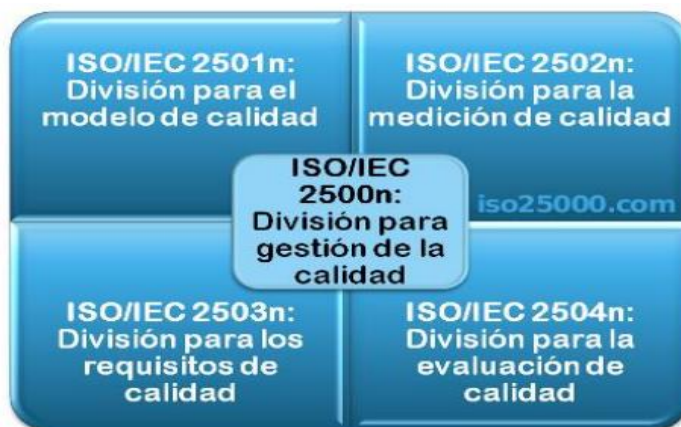 ISO/IEC 2501n:
División para el
modelo de calidad
ISO/IEC 2502n:
División para la
medición de calidad
iso25000.com
ISO/IEC
2500n:
División para
gestión de la
calidad
ISO/IEC 2503n:
División para los
requisitos de
calidad
ISO/IEC 2504n:
División para la
evaluación de
calidad